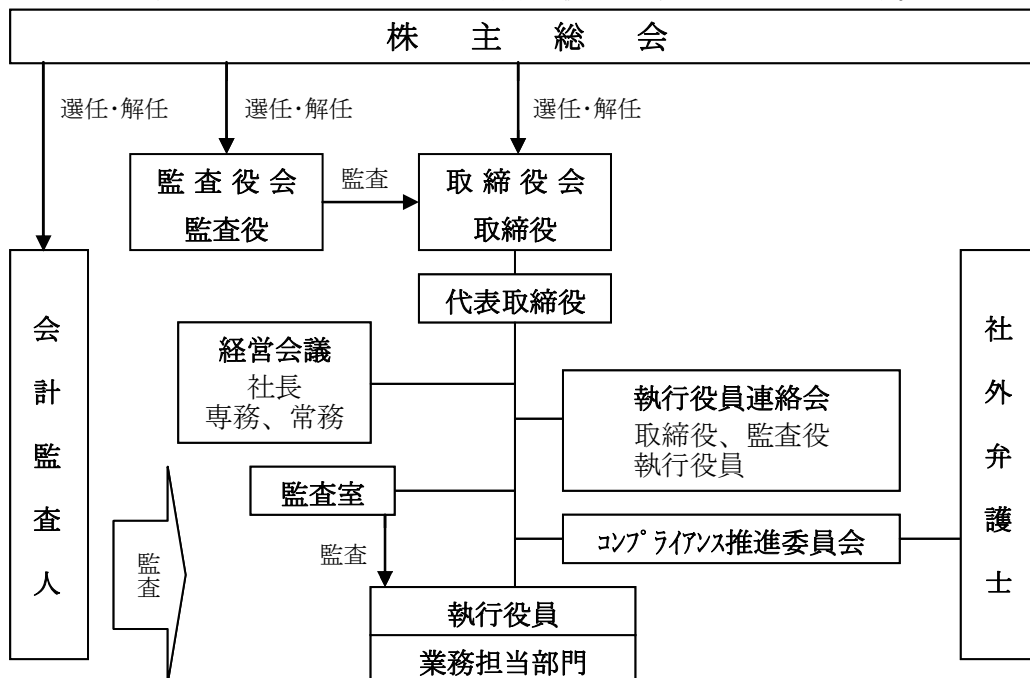 株主総会
選任・解任
選任・解任
選任・解任
監査役会
監査役
監査
取締役会
取締役
代表取締役
経営会議
社長
専務、常務
執行役員連絡会
取締役、監査役
執行役員
監査室
監査
コンプライアンス推進委員会
執行役員
業務担当部門
会計監査人
監査
社外弁護士